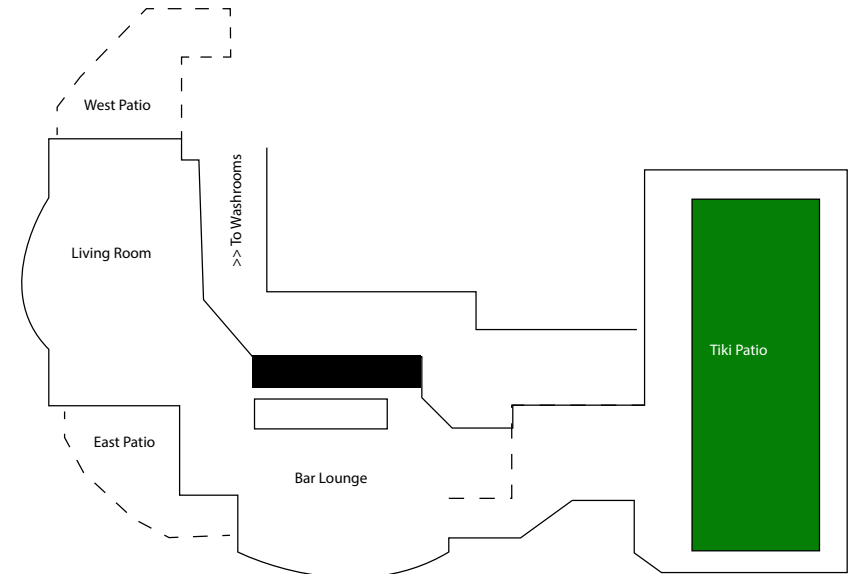 West Patio
>> To Washrooms
Living Room
Tiki Patio
East Patio
Bar Lounge